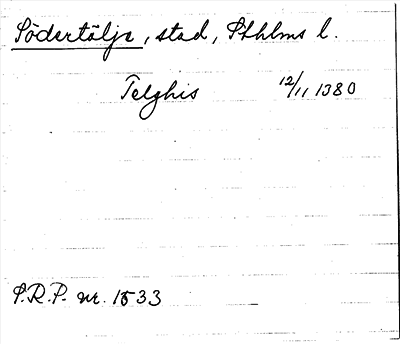 Södertälje, stad, Sthlms l.
Telghis 12/11 1380
S.R.P. nr. 1533